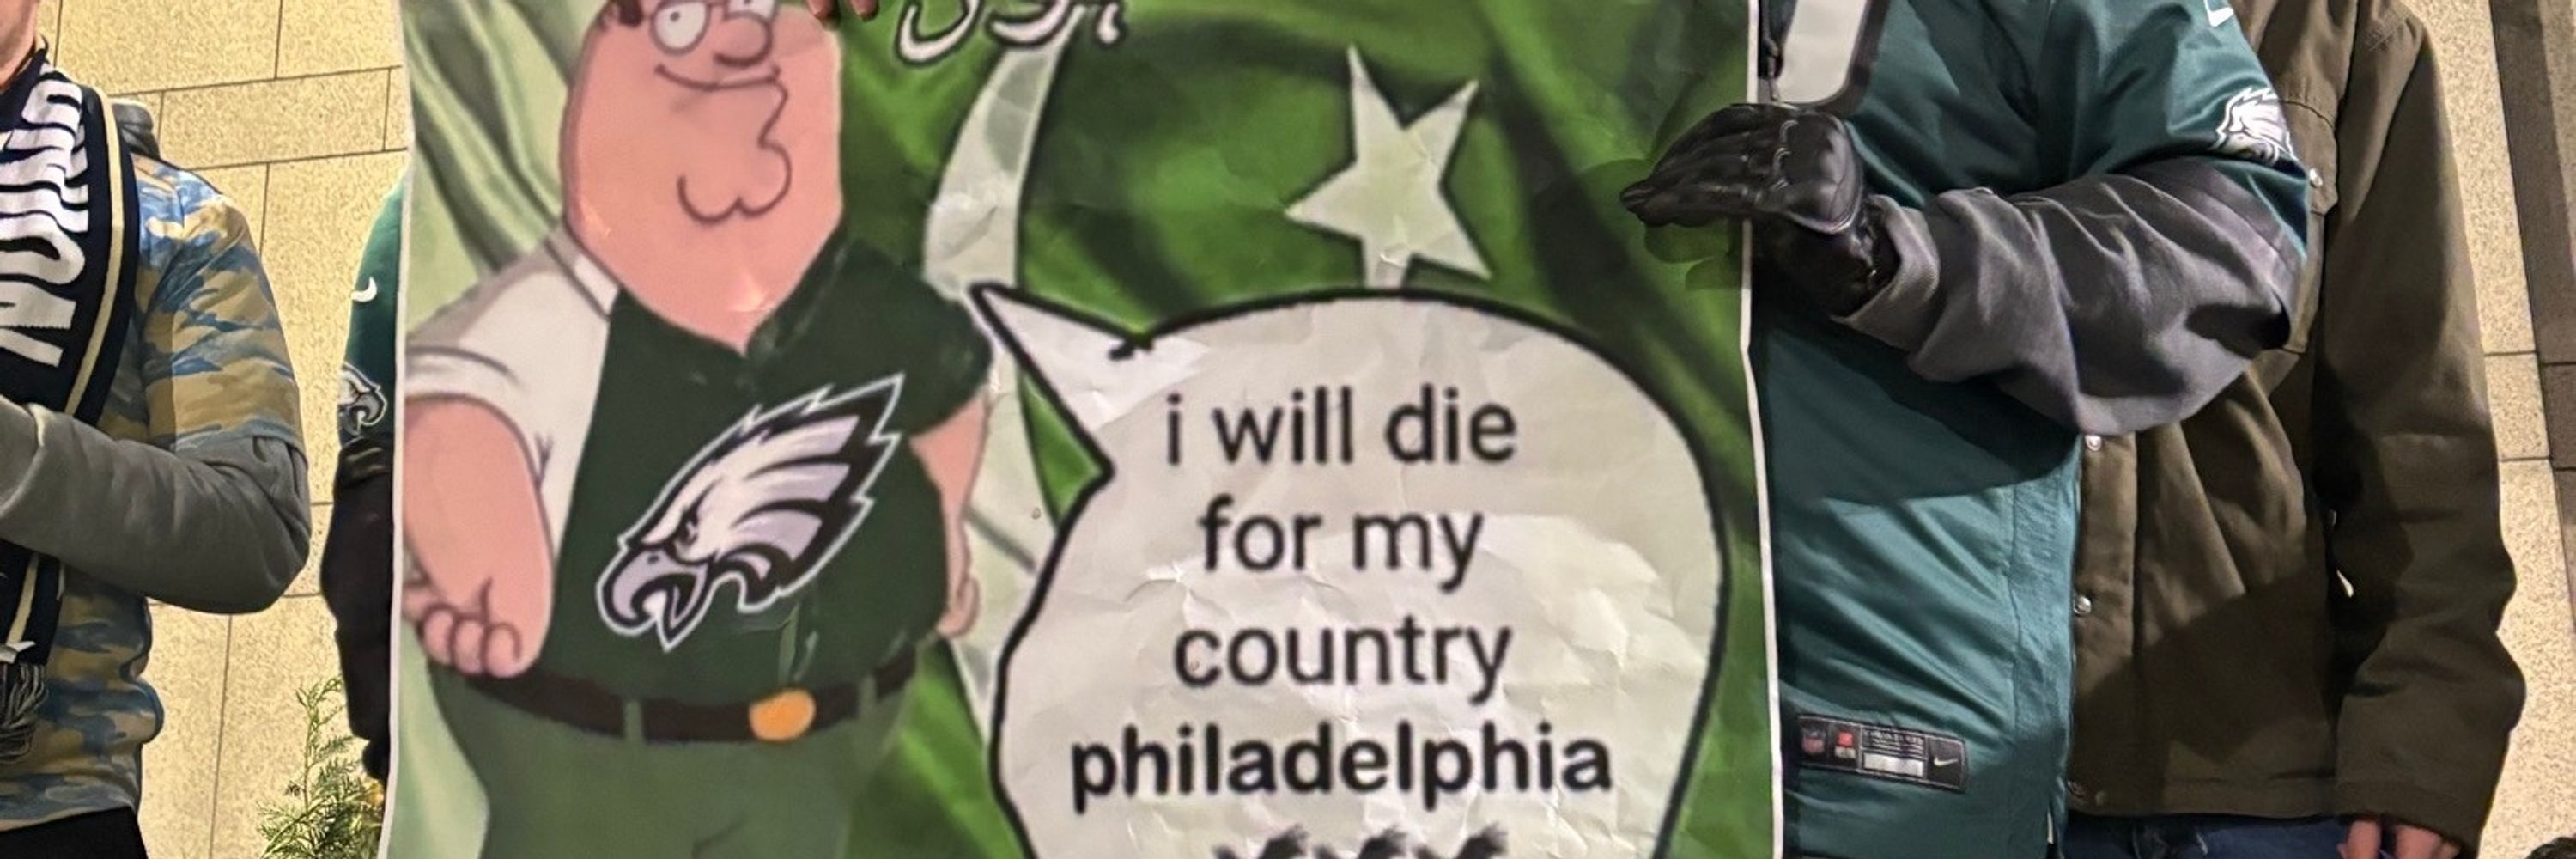 i will die
for my
country
philadelphia